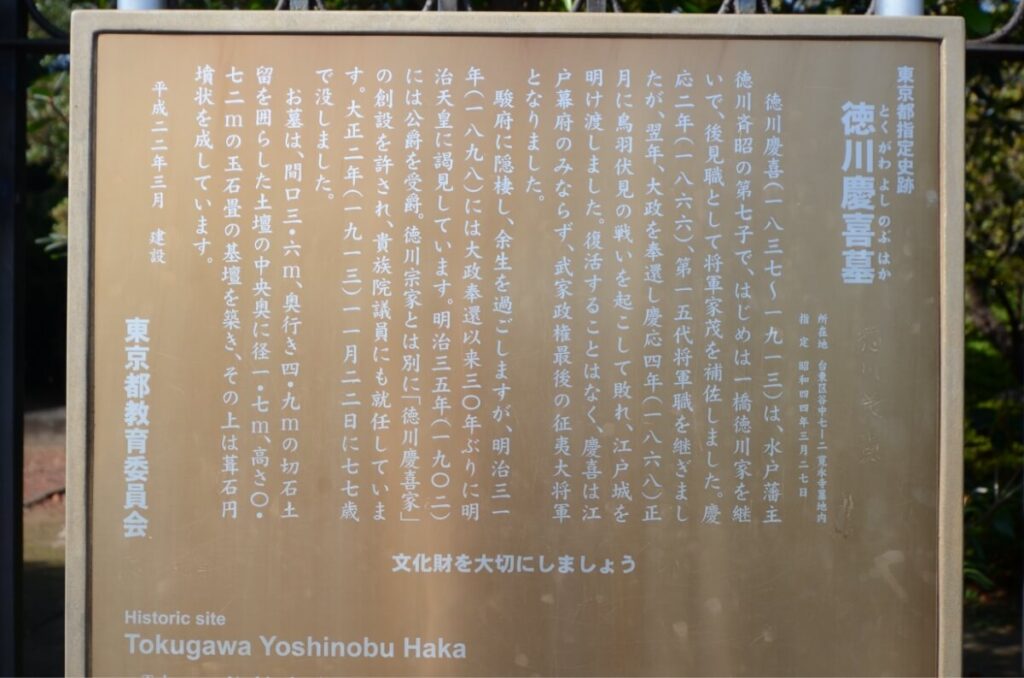 東京都指定史跡
とくがわ よしのぶ はか
徳川慶喜墓
所在地 台東区谷中七ー二 寛永寺墓地内
指定 昭和四四年三月二七日
徳川慶喜(一八三七〜一九一三)は、水戸藩主
徳川斉昭の第七子で、はじめは一橋徳川家を継
いで、後見職として将軍家茂を補佐しました。慶
応二年(一八六六)、第一五代将軍職を継ぎまし
たが、翌年、大政を奉還し慶応四年(一八六八)正
月に鳥羽伏見の戦いを起こして敗れ、江戸城を
明け渡しました。復活することはなく、慶喜は江
戸幕府のみならず、武家政権最後の征夷大将軍
となりました。
駿府に隠棲し、余生を過ごしますが、明治三一
年(一八九八)には大政奉還以来三〇年ぶりに明
治天皇に謁見しています。明治三五年(一九〇二)
には公爵を受爵。徳川宗家とは別に「徳川慶喜家」
の創設を許され、貴族院議員にも就任していま
す。大正二年(一九一三)一一月二二日に七七歳
で没しました。
お墓は、間口三・六m、奥行き四・九mの切石土
留を囲らした土壇の中央奥に径一・七m、高さ〇・
七二mの玉石畳の基壇を築き、その上は葺石円
墳状を成しています。
平成二二年三月 建設
東京都教育委員会
文化財を大切にしましょう
Historic site
Tokugawa Yoshinobu Haka